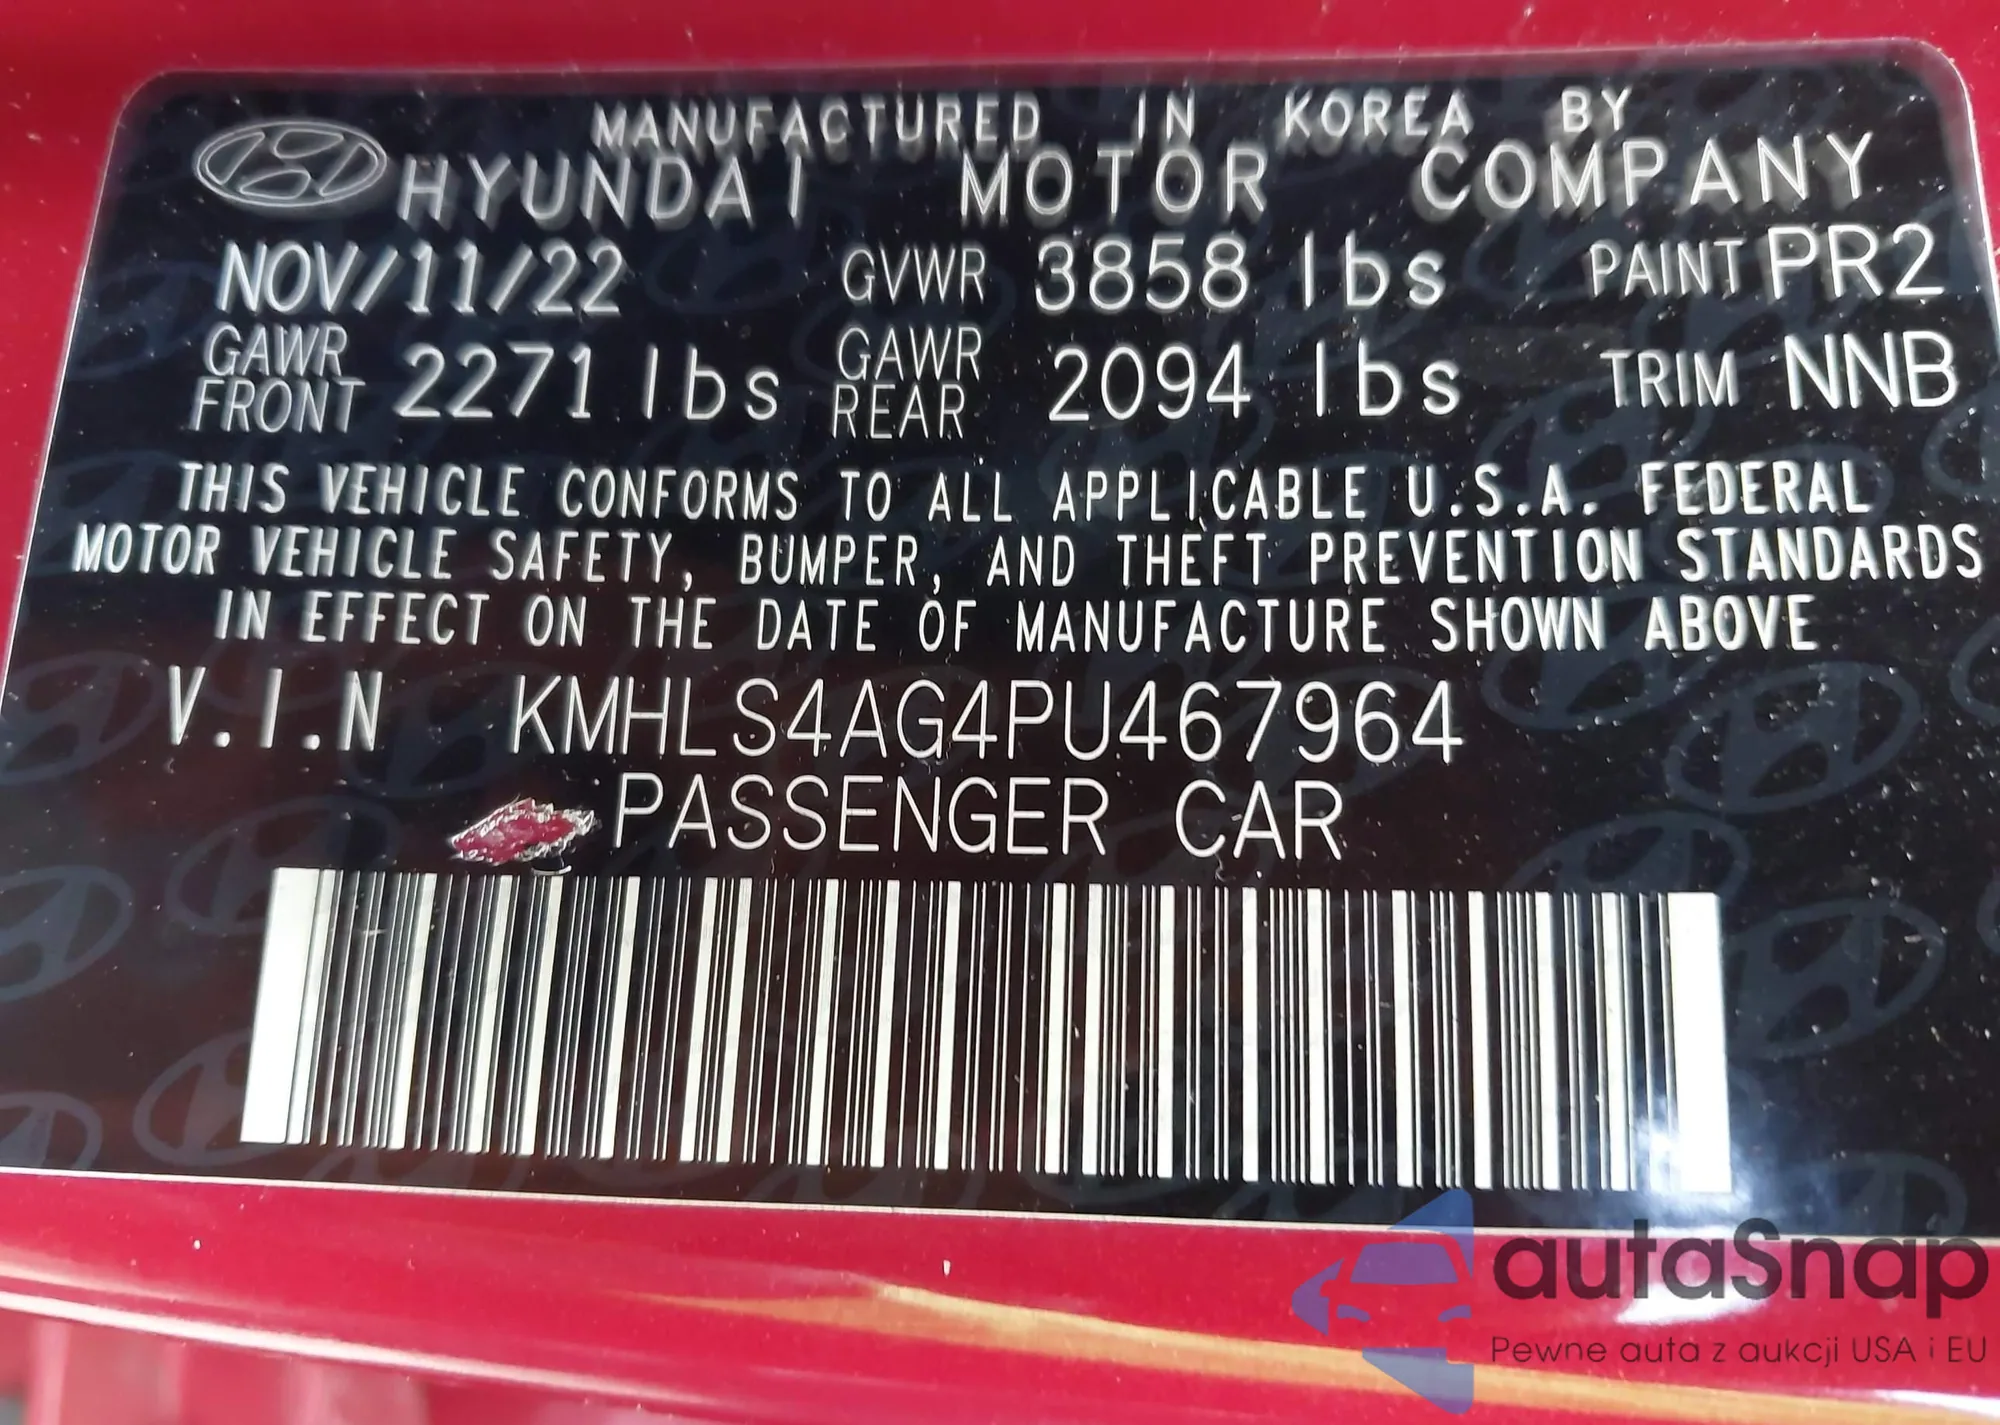 MANUFACTURED IN KOREA BY
HYUNDAI MOTOR COMPANY
NOV/11/22 GVWR 3858 lbs PAINT PR2
GAWR FRONT 2271 lbs GAWR REAR 2094 lbs TRIM NNB
THIS VEHICLE CONFORMS TO ALL APPLICABLE U.S.A. FEDERAL
MOTOR VEHICLE SAFETY, BUMPER, AND THEFT PREVENTION STANDARDS
IN EFFECT ON THE DATE OF MANUFACTURE SHOWN ABOVE
V.I.N KMHLS4AG4PU467964
PASSENGER CAR
autaSnap
Pewne auta z aukcji USA i EU